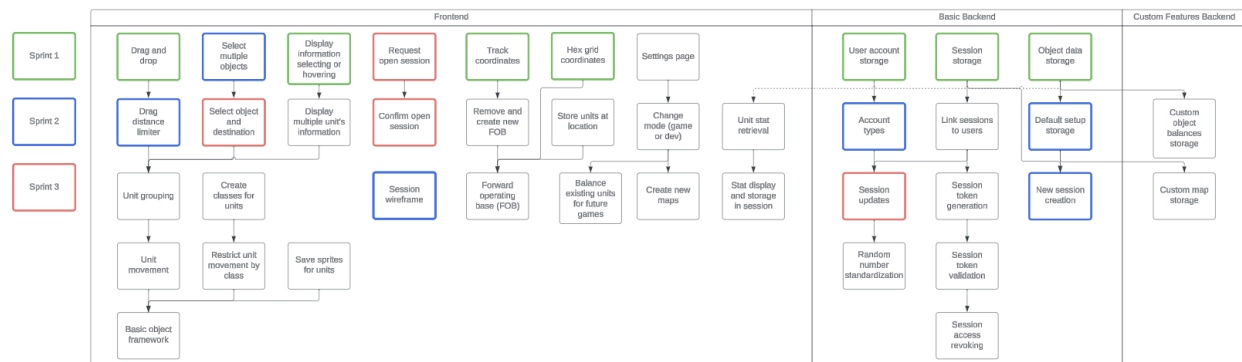 Frontend
Basic Backend
Custom Features Backend
Sprint 1
Drag and
drop
Select
mutiple
objects
Display
information
selecting or
hovering
Request
open session
Track
coordinates
Hex grid
coordinates
Settings page
User account
storage
Session
storage
Object data
storage
Sprint 2
Drag
distance
limiter
Select object
and
destination
Display
multiple unit's
information
Confirm open
session
Remove and
create new
FOB
Store units at
location
Change
mode (game
or dev)
Unit stat
retrieval
Account
types
Link sessions
to users
Default setup
storage
Custom
object
balances
storage
Sprint 3
Unit grouping
Create
classes for
units
Session
wireframe
Forward
operating
base (FOB)
Balance
existing units
for future
games
Create new
maps
Stat display
and storage
in session
Session
updates
Session
token
generation
New session
creation
Custom map
storage
Unit
movement
Restrict unit
movement by
class
Save sprites
for units
Random
number
standardization
Session
token
validation
Basic object
framework
Session
access
revoking